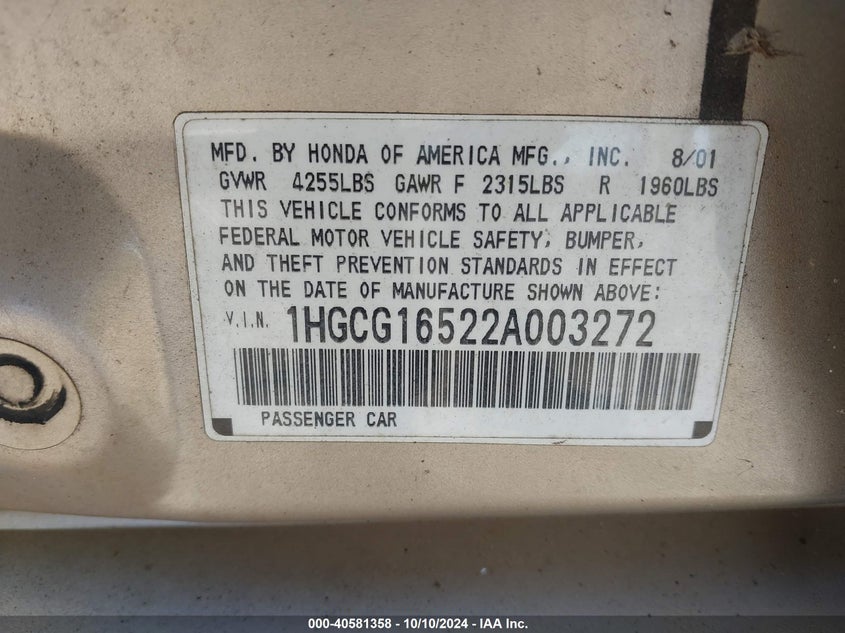 MFD. BY HONDA OF AMERICA MFG., INC. 8/01
GVWR 4255LBS GAWR F 2315LBS R 1960LBS
THIS VEHICLE CONFORMS TO ALL APPLICABLE
FEDERAL MOTOR VEHICLE SAFETY, BUMPER,
AND THEFT PREVENTION STANDARDS IN EFFECT
ON THE DATE OF MANUFACTURE SHOWN ABOVE:
V.I.N. 1HGCG16522A003272
PASSENGER CAR
000-40581358 - 10/10/2024 - IAA Inc.